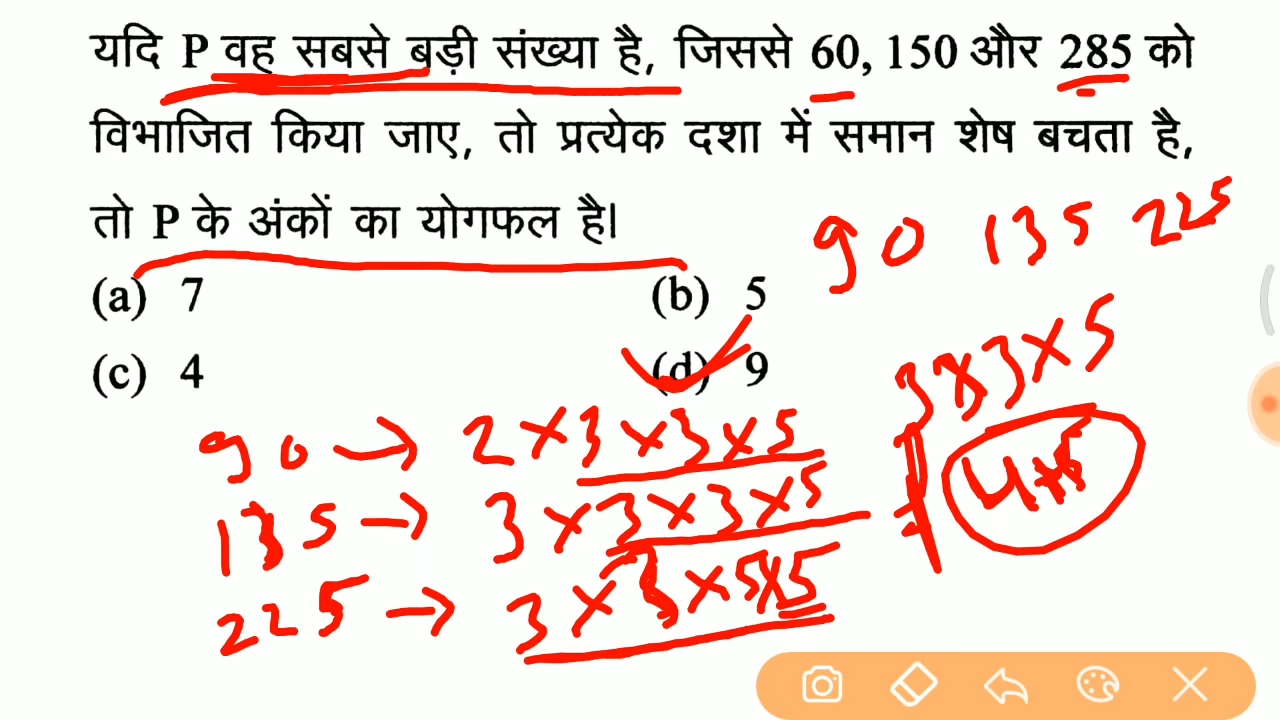 यदि P वह सबसे बड़ी संख्या है, जिससे 60, 150 और 285 को
विभाजित किया जाए, तो प्रत्येक दशा में समान शेष बचता है,
तो P के अंकों का योगफल है।
90 135 225
(a) 7 (b) 5
(c) 4 (d) 9
3×3×5
90 → 2×3×3×5
4+5
135 → 3×3×3×5
225 → 3×3×5×5